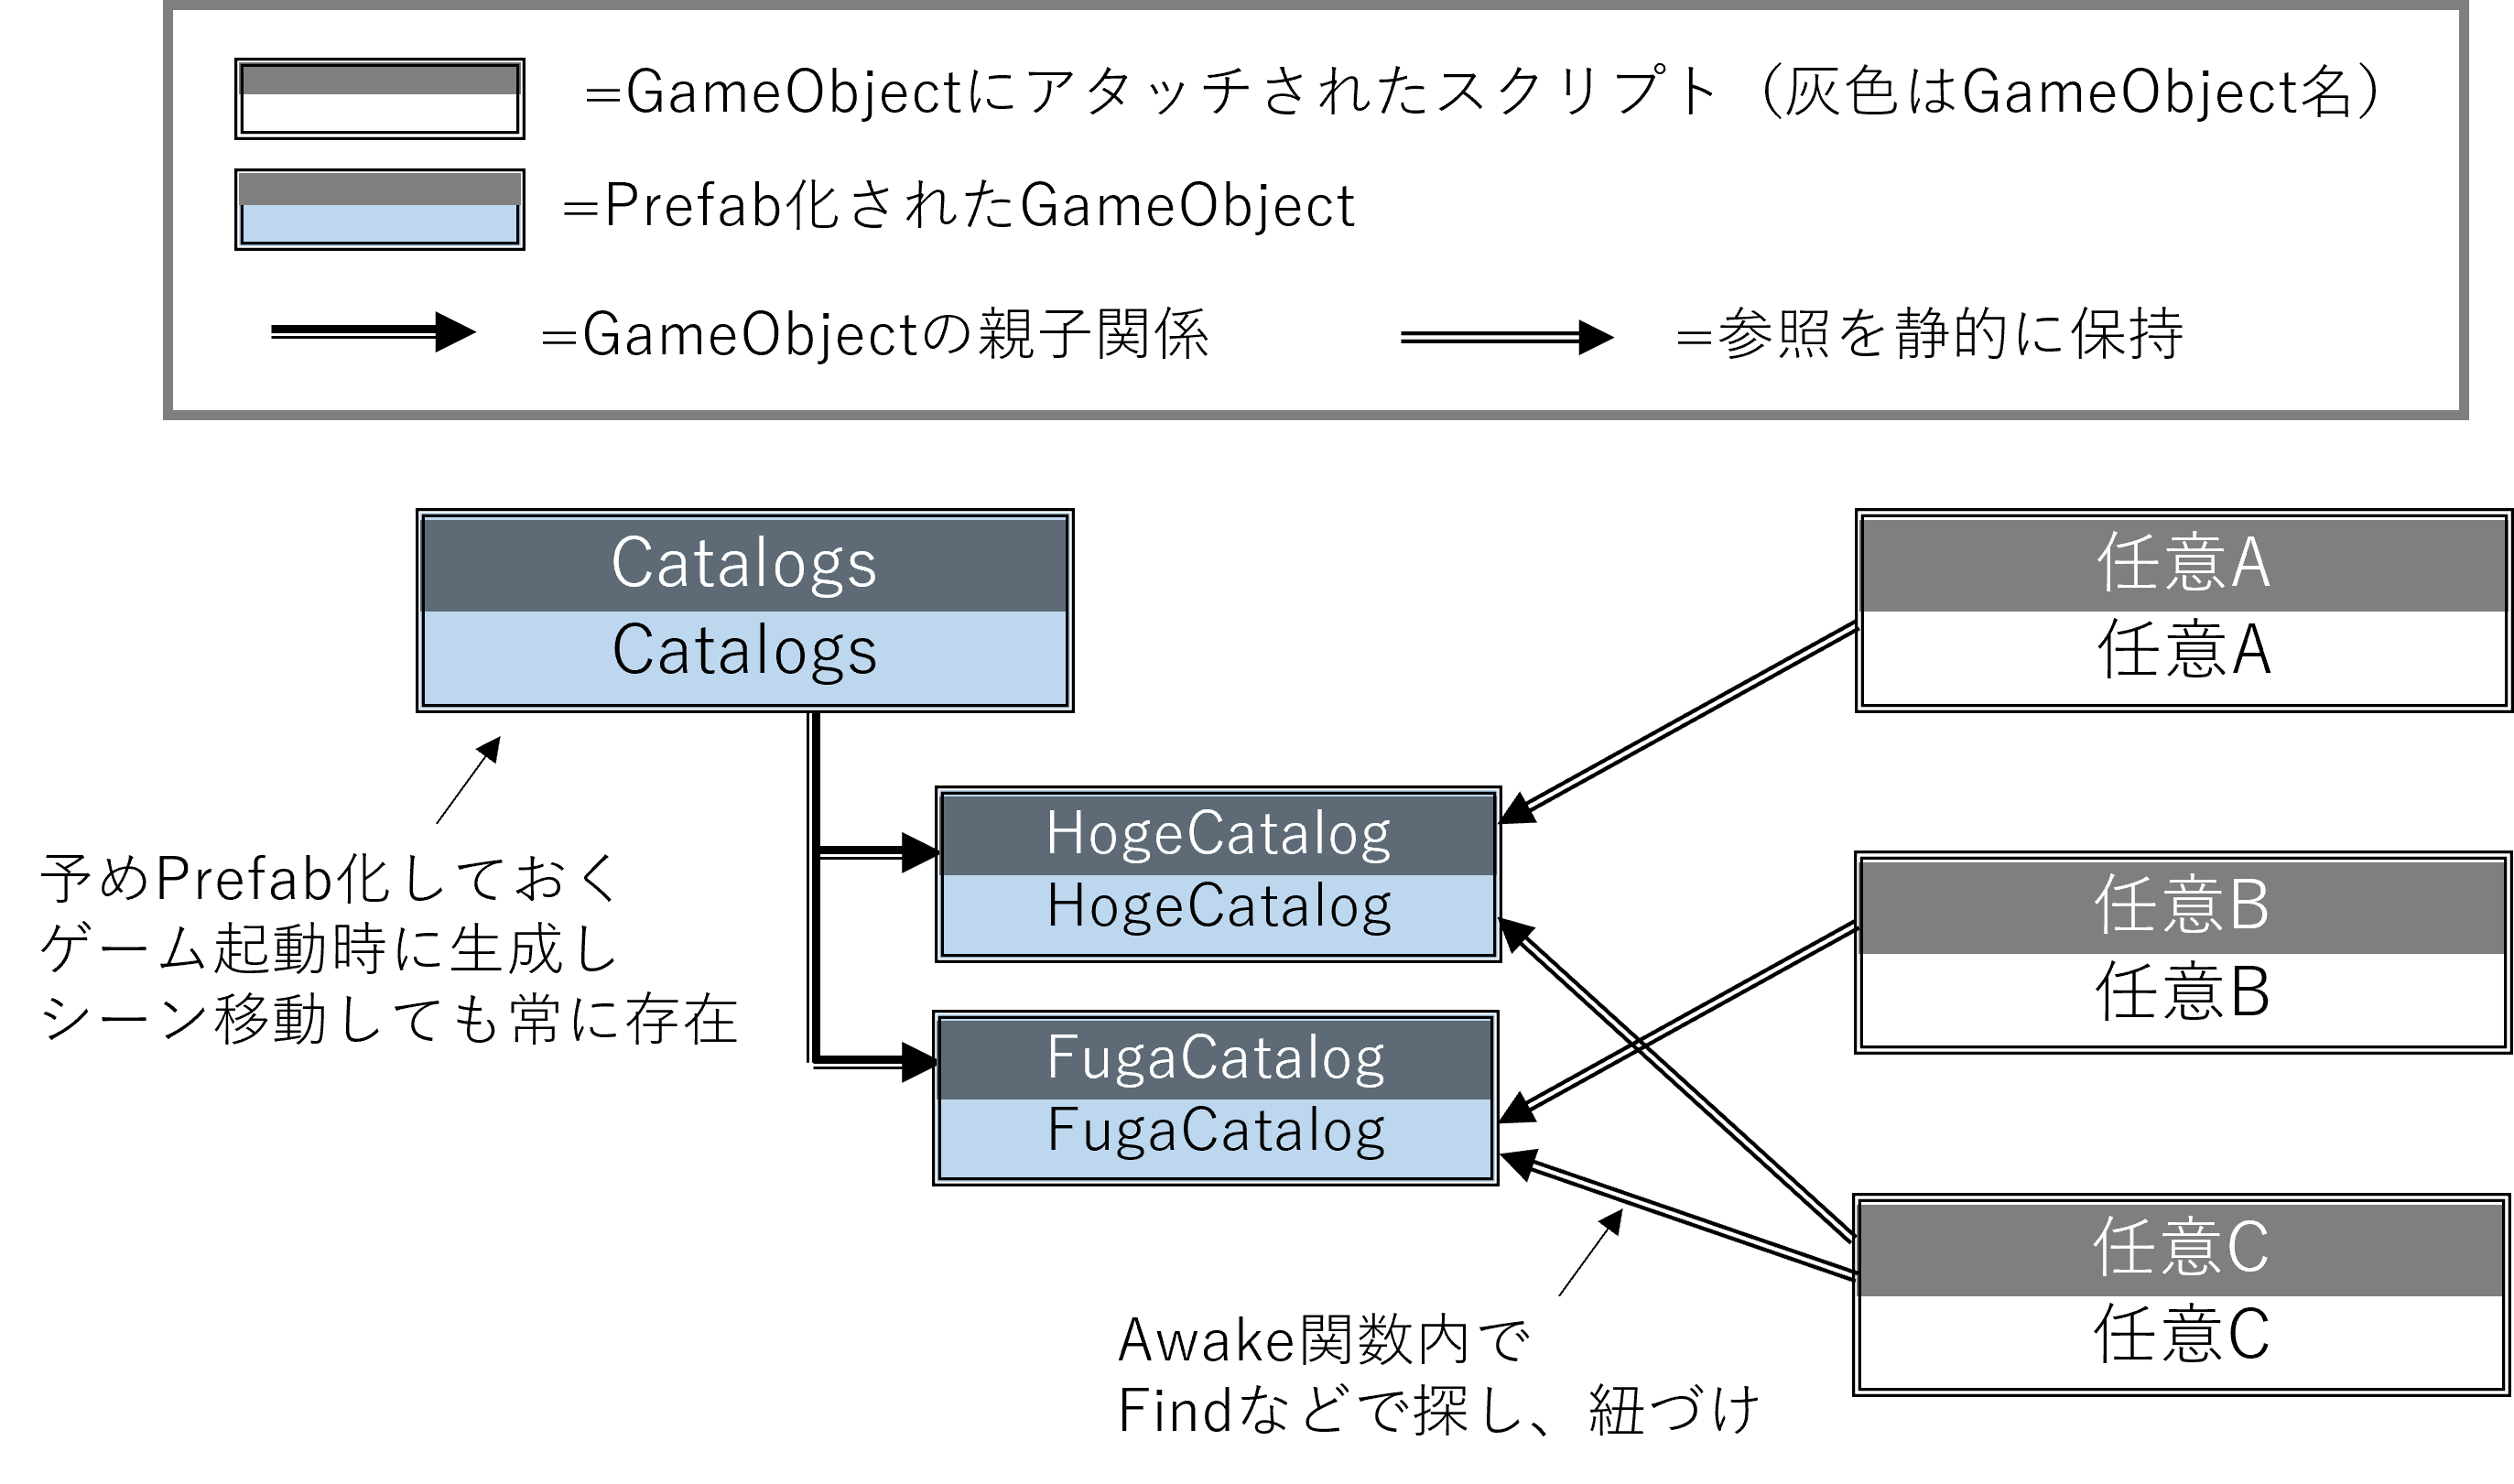 =GameObjectにアタッチされたスクリプト（灰色はGameObject名）
=Prefab化されたGameObject
=GameObjectの親子関係
=参照を静的に保持
Catalogs
Catalogs
任意A
任意A
HogeCatalog
HogeCatalog
予めPrefab化しておく
ゲーム起動時に生成し
シーン移動しても常に存在
任意B
任意B
FugaCatalog
FugaCatalog
任意C
任意C
Awake関数内で
Findなどで探し、紐づけ